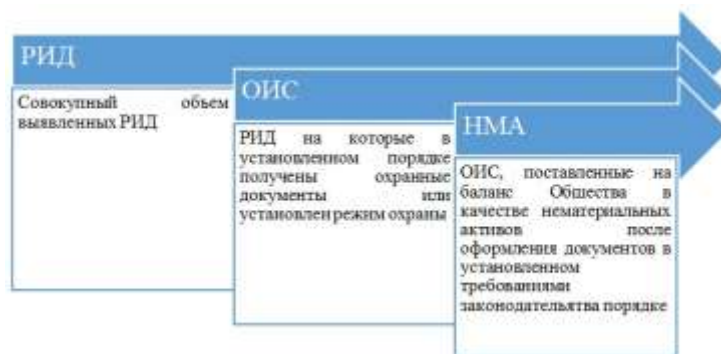 РИД
Совокупный объем
выявленных РИД
ОИС
РИД на которые в
установленном порядке
получены охранные
документы или
установлен режим охраны
НМА
ОИС, поставленные на
баланс Общества в
качестве нематериальных
активов после
оформления документов в
установленном
требованиями
законодательятва порядке